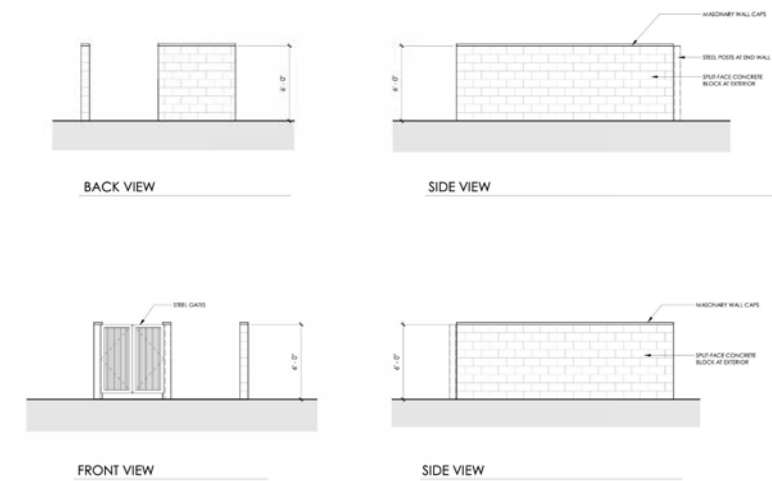 MASONARY WALL CAPS
STEEL POSTS AT END WALL
6' - 0"
6' - 0"
SPLIT FACE CONCRETE
BLOCK AT EXTERIOR
BACK VIEW
SIDE VIEW
STEEL GATES
MASONARY WALL CAPS
6' - 0"
6' - 0"
SPLIT FACE CONCRETE
BLOCK AT EXTERIOR
FRONT VIEW
SIDE VIEW